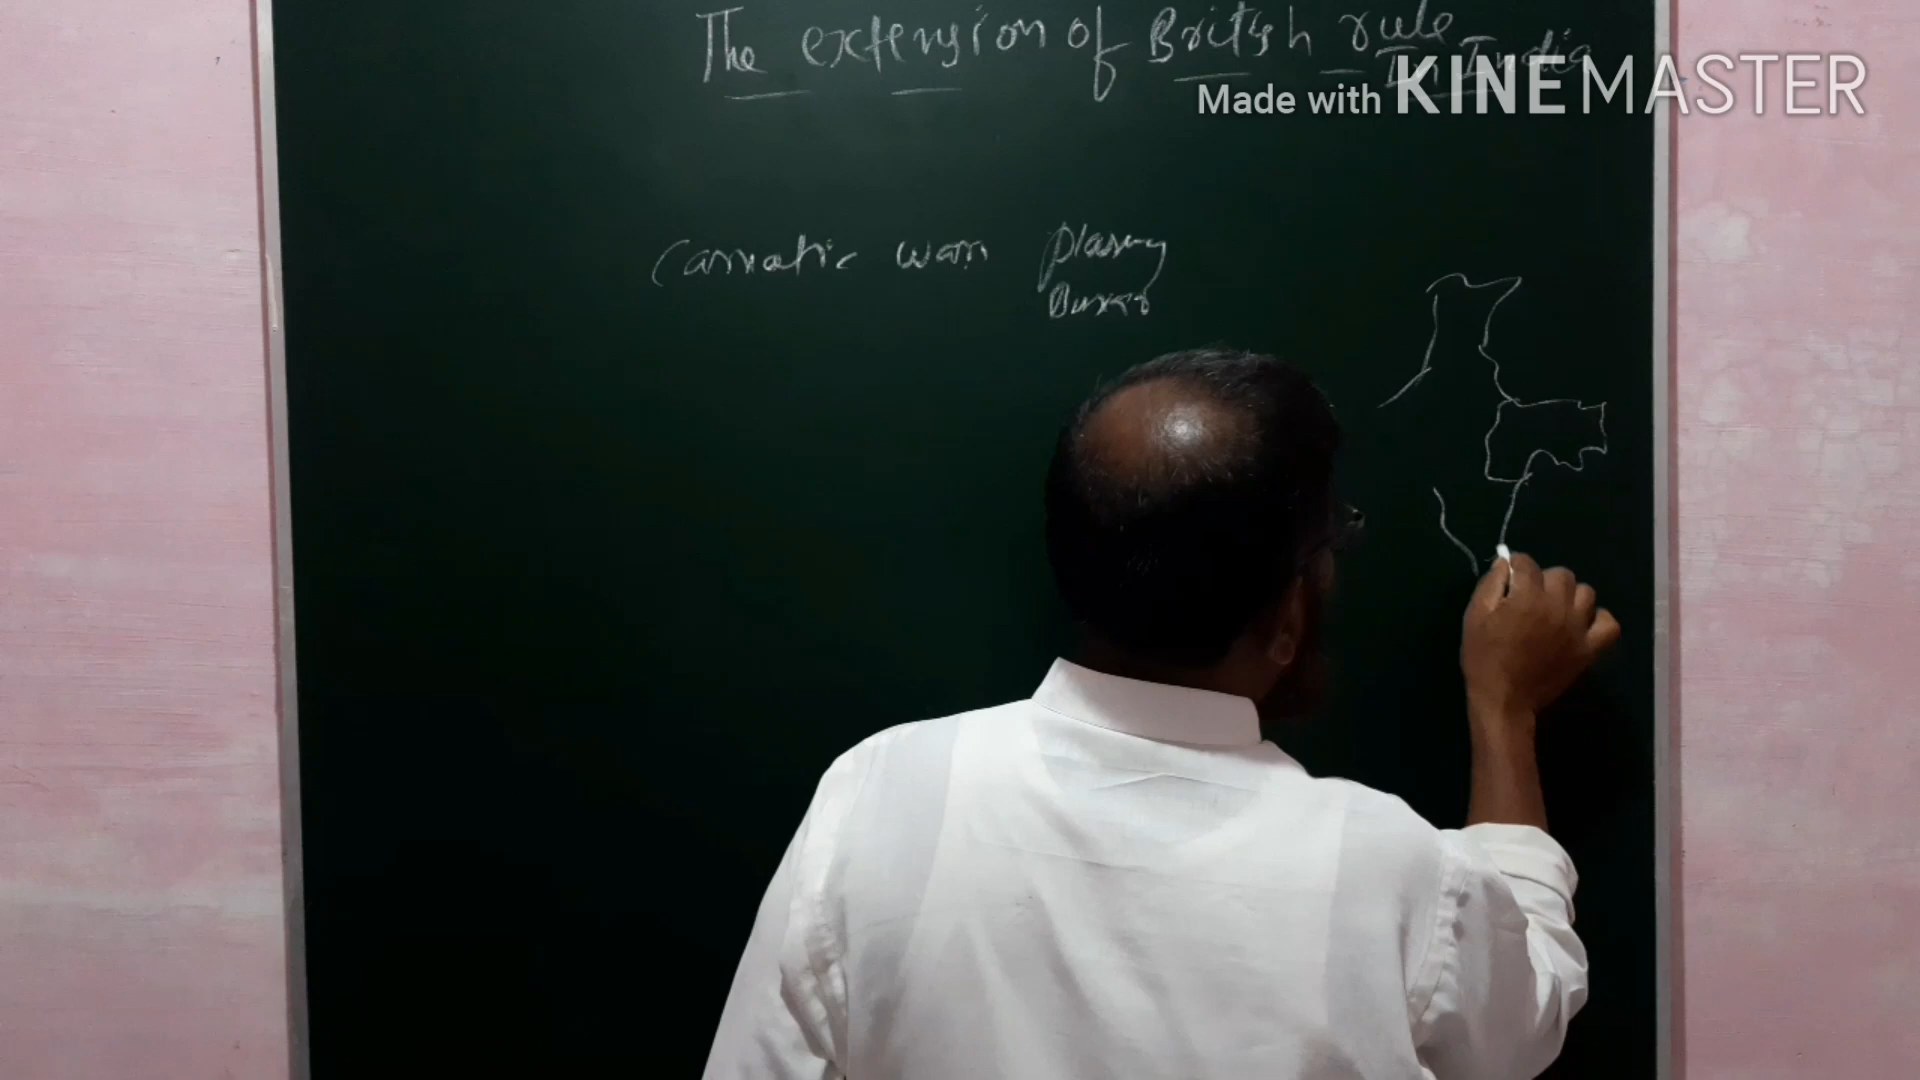 The extension of British rule
In India
Made with KINEMASTER
Carnatic wars Plassey
Buxar